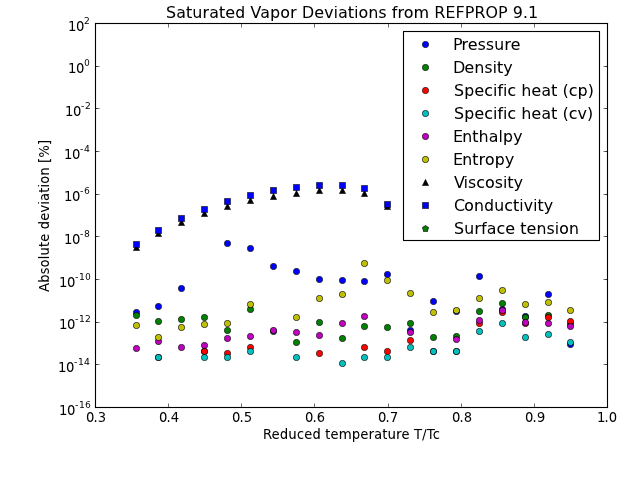 Saturated Vapor Deviations from REFPROP 9.1
10^2
10^0
10^-2
10^-4
10^-6
10^-8
10^-10
10^-12
10^-14
10^-16
Absolute deviation [%]
Pressure
Density
Specific heat (cp)
Specific heat (cv)
Enthalpy
Entropy
Viscosity
Conductivity
Surface tension
0.3 0.4 0.5 0.6 0.7 0.8 0.9 1.0
Reduced temperature T/Tc